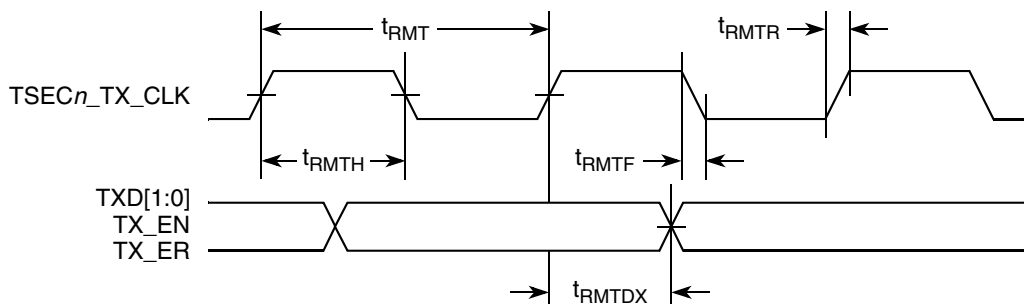 tRMT
tRMTR
TSECn_TX_CLK
tRMTH
tRMTF
TXD[1:0]
TX_EN
TX_ER
tRMTDX